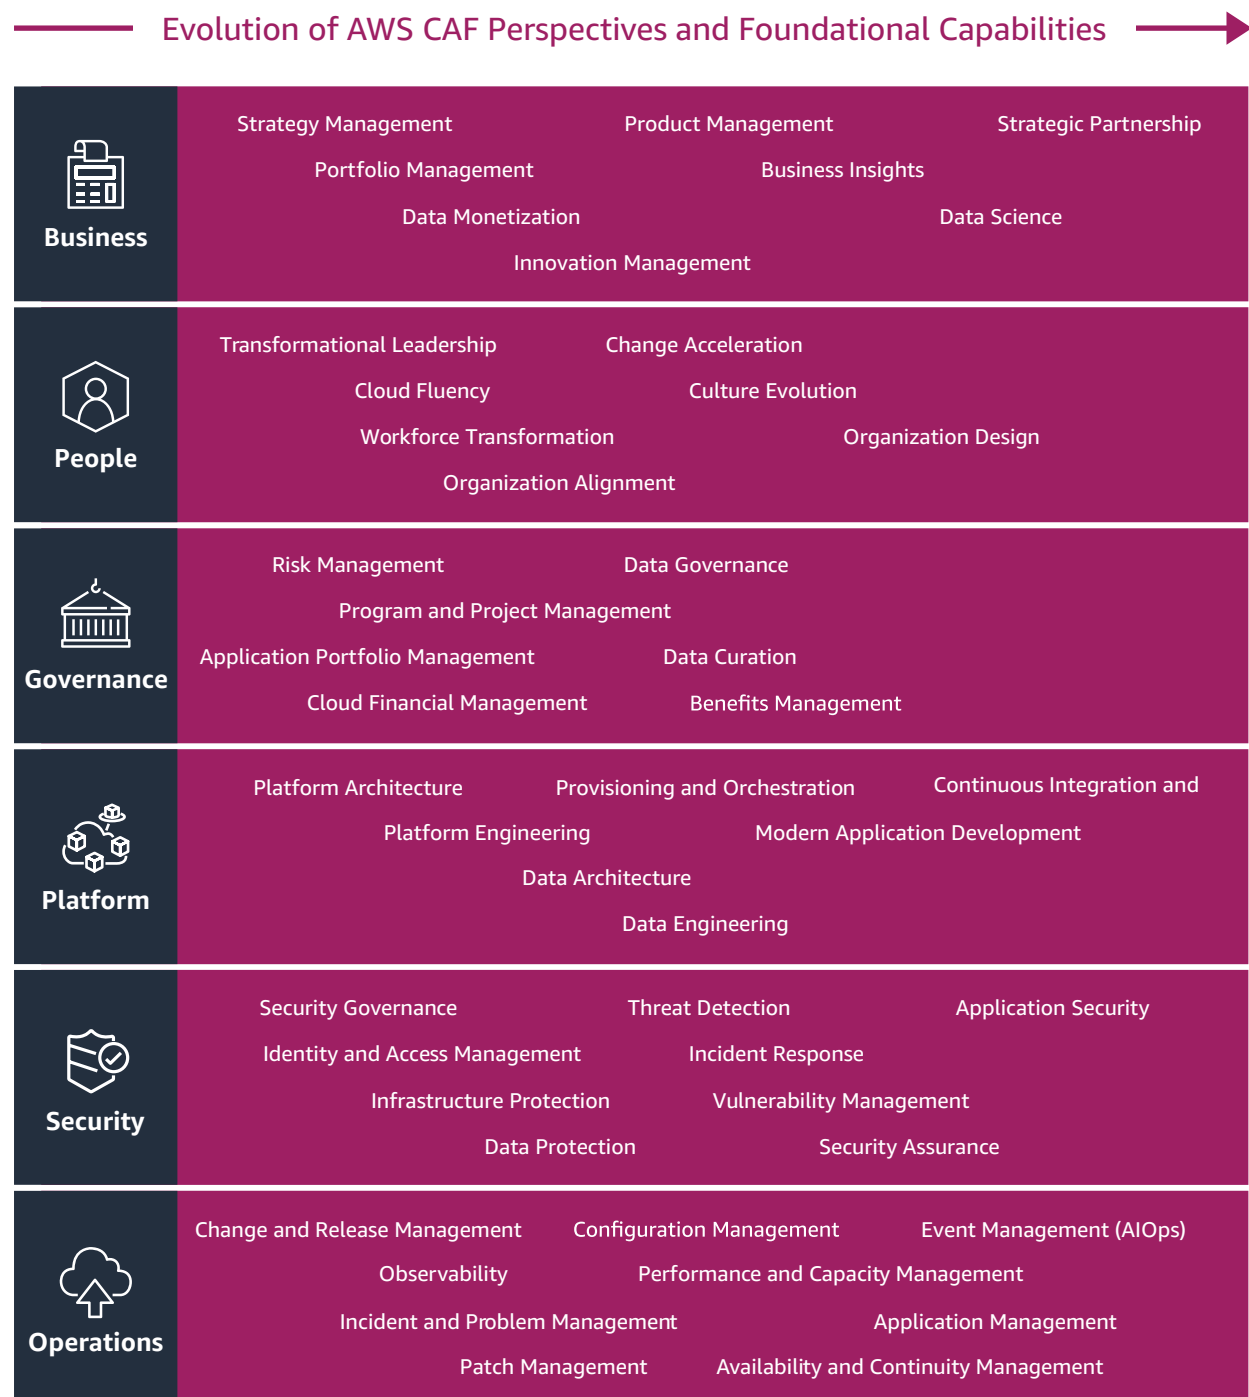 Evolution of AWS CAF Perspectives and Foundational Capabilities
Business
Strategy Management Product Management Strategic Partnership
Portfolio Management Business Insights
Data Monetization Data Science
Innovation Management
People
Transformational Leadership Change Acceleration
Cloud Fluency Culture Evolution
Workforce Transformation Organization Design
Organization Alignment
Governance
Risk Management Data Governance
Program and Project Management
Application Portfolio Management Data Curation
Cloud Financial Management Benefits Management
Platform
Platform Architecture Provisioning and Orchestration Continuous Integration and
Platform Engineering Modern Application Development
Data Architecture
Data Engineering
Security
Security Governance Threat Detection Application Security
Identity and Access Management Incident Response
Infrastructure Protection Vulnerability Management
Data Protection Security Assurance
Operations
Change and Release Management Configuration Management Event Management (AIOps)
Observability Performance and Capacity Management
Incident and Problem Management Application Management
Patch Management Availability and Continuity Management